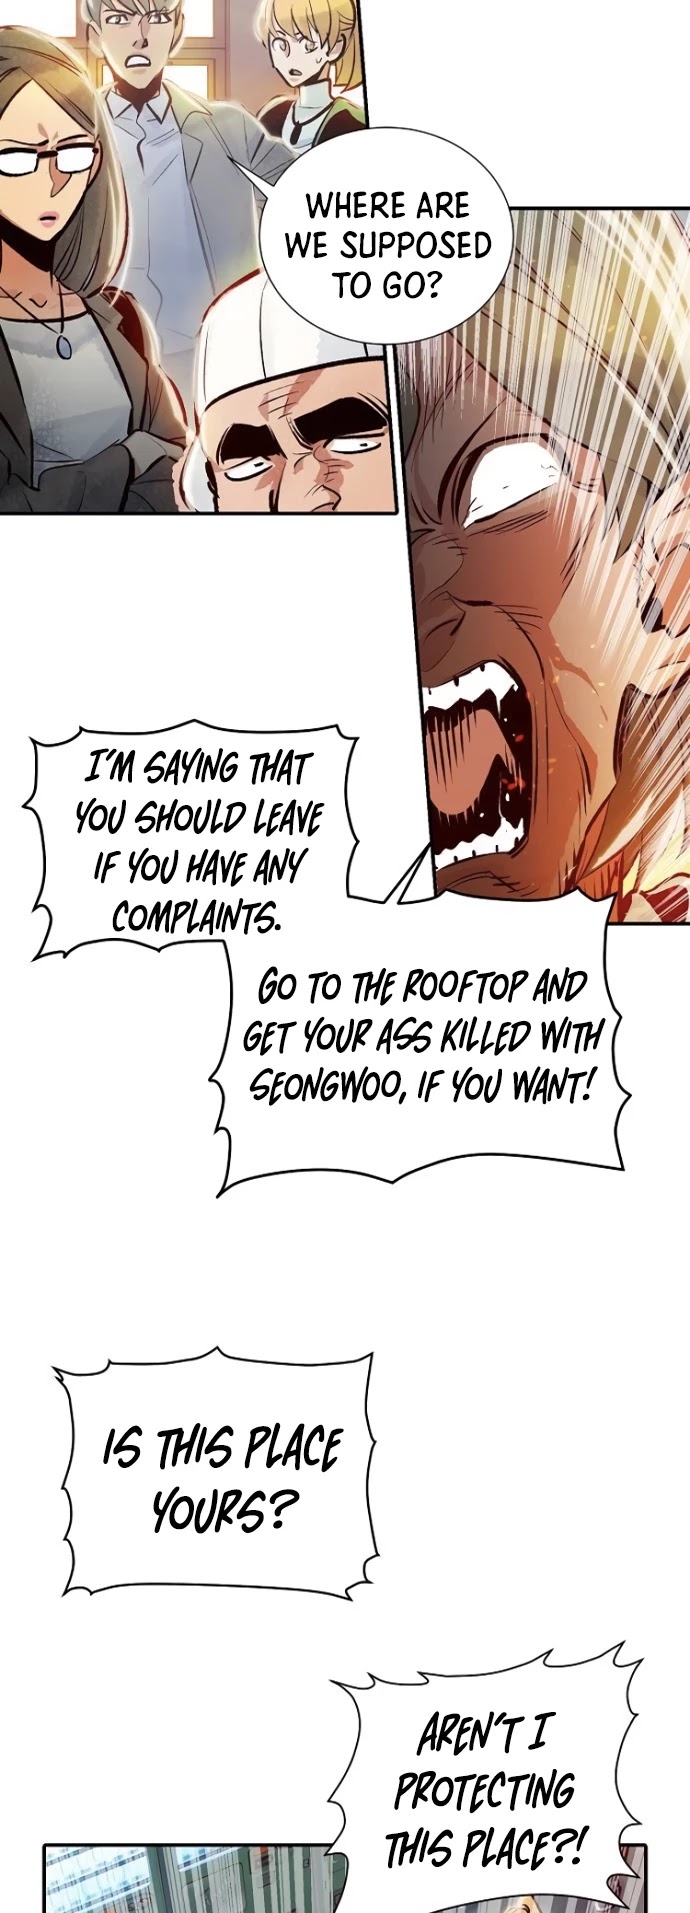 WHERE ARE
WE SUPPOSED
TO GO?
I'M SAYING THAT
YOU SHOULD LEAVE
IF YOU HAVE ANY
COMPLAINTS.
GO TO THE ROOFTOP AND
GET YOUR ASS KILLED WITH
SEONGWOO, IF YOU WANT!
IS THIS PLACE
YOURS?
AREN'T I
PROTECTING
THIS PLACE?!